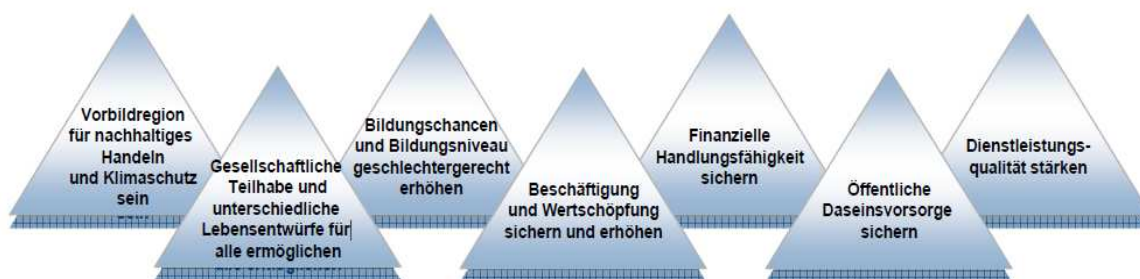 Vorbildregion
für nachhaltiges
Handeln
und Klimaschutz
sein
Gesellschaftliche
Teilhabe und
unterschiedliche
Lebensentwürfe für
alle ermöglichen
Bildungschancen
und Bildungsniveau
geschlechtergerecht
erhöhen
Beschäftigung
und Wertschöpfung
sichern und erhöhen
Finanzielle
Handlungsfähigkeit
sichern
Öffentliche
Daseinsvorsorge
sichern
Dienstleistungs-
qualität stärken